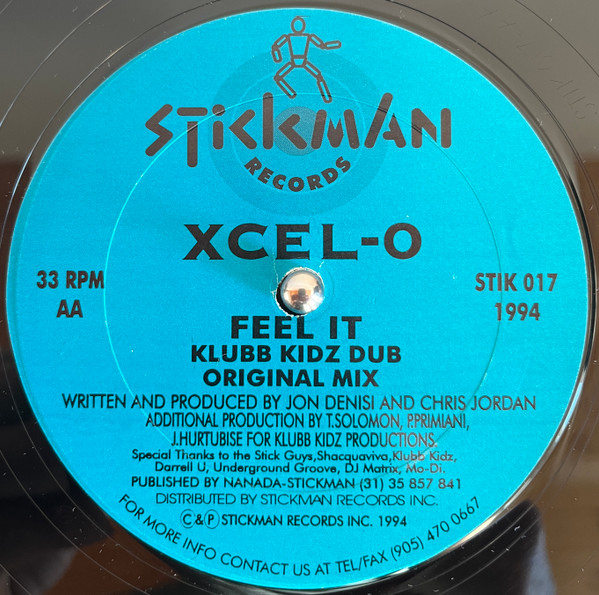 STICKMAN
RECORDS
XCEL-O
33 RPM
AA
STIK 017
1994
FEEL IT
KLUBB KIDZ DUB
ORIGINAL MIX
WRITTEN AND PRODUCED BY JON DENISI AND CHRIS JORDAN
ADDITIONAL PRODUCTION BY T.SOLOMON, P.PRIMIANI,
J.HURTUBISE FOR KLUBB KIDZ PRODUCTIONS.
Special Thanks to the Stick Guys,Shacquaviva,Klubb Kidz,
Darrell U, Underground Groove, DJ Matrix, Mo-Di.
PUBLISHED BY NANADA-STICKMAN (31) 35 857 841
DISTRIBUTED BY STICKMAN RECORDS INC.
Ⓒ&Ⓟ STICKMAN RECORDS INC. 1994
FOR MORE INFO CONTACT US AT TEL/FAX (905) 470 0667